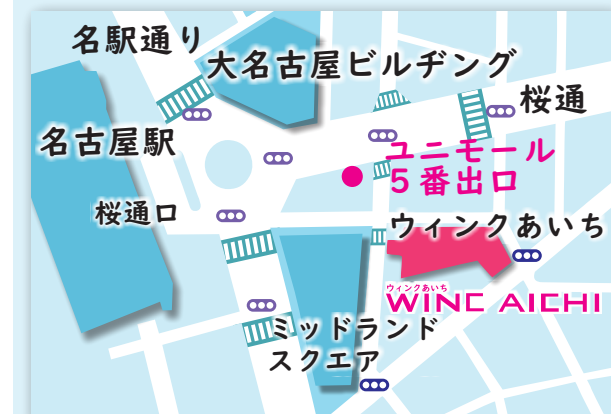 名駅通り
大名古屋ビルヂング
桜通
名古屋駅
ユニモール
5番出口
桜通口
ウィンクあいち
ウィンクあいち
WINC AICHI
ミッドランド
スクエア